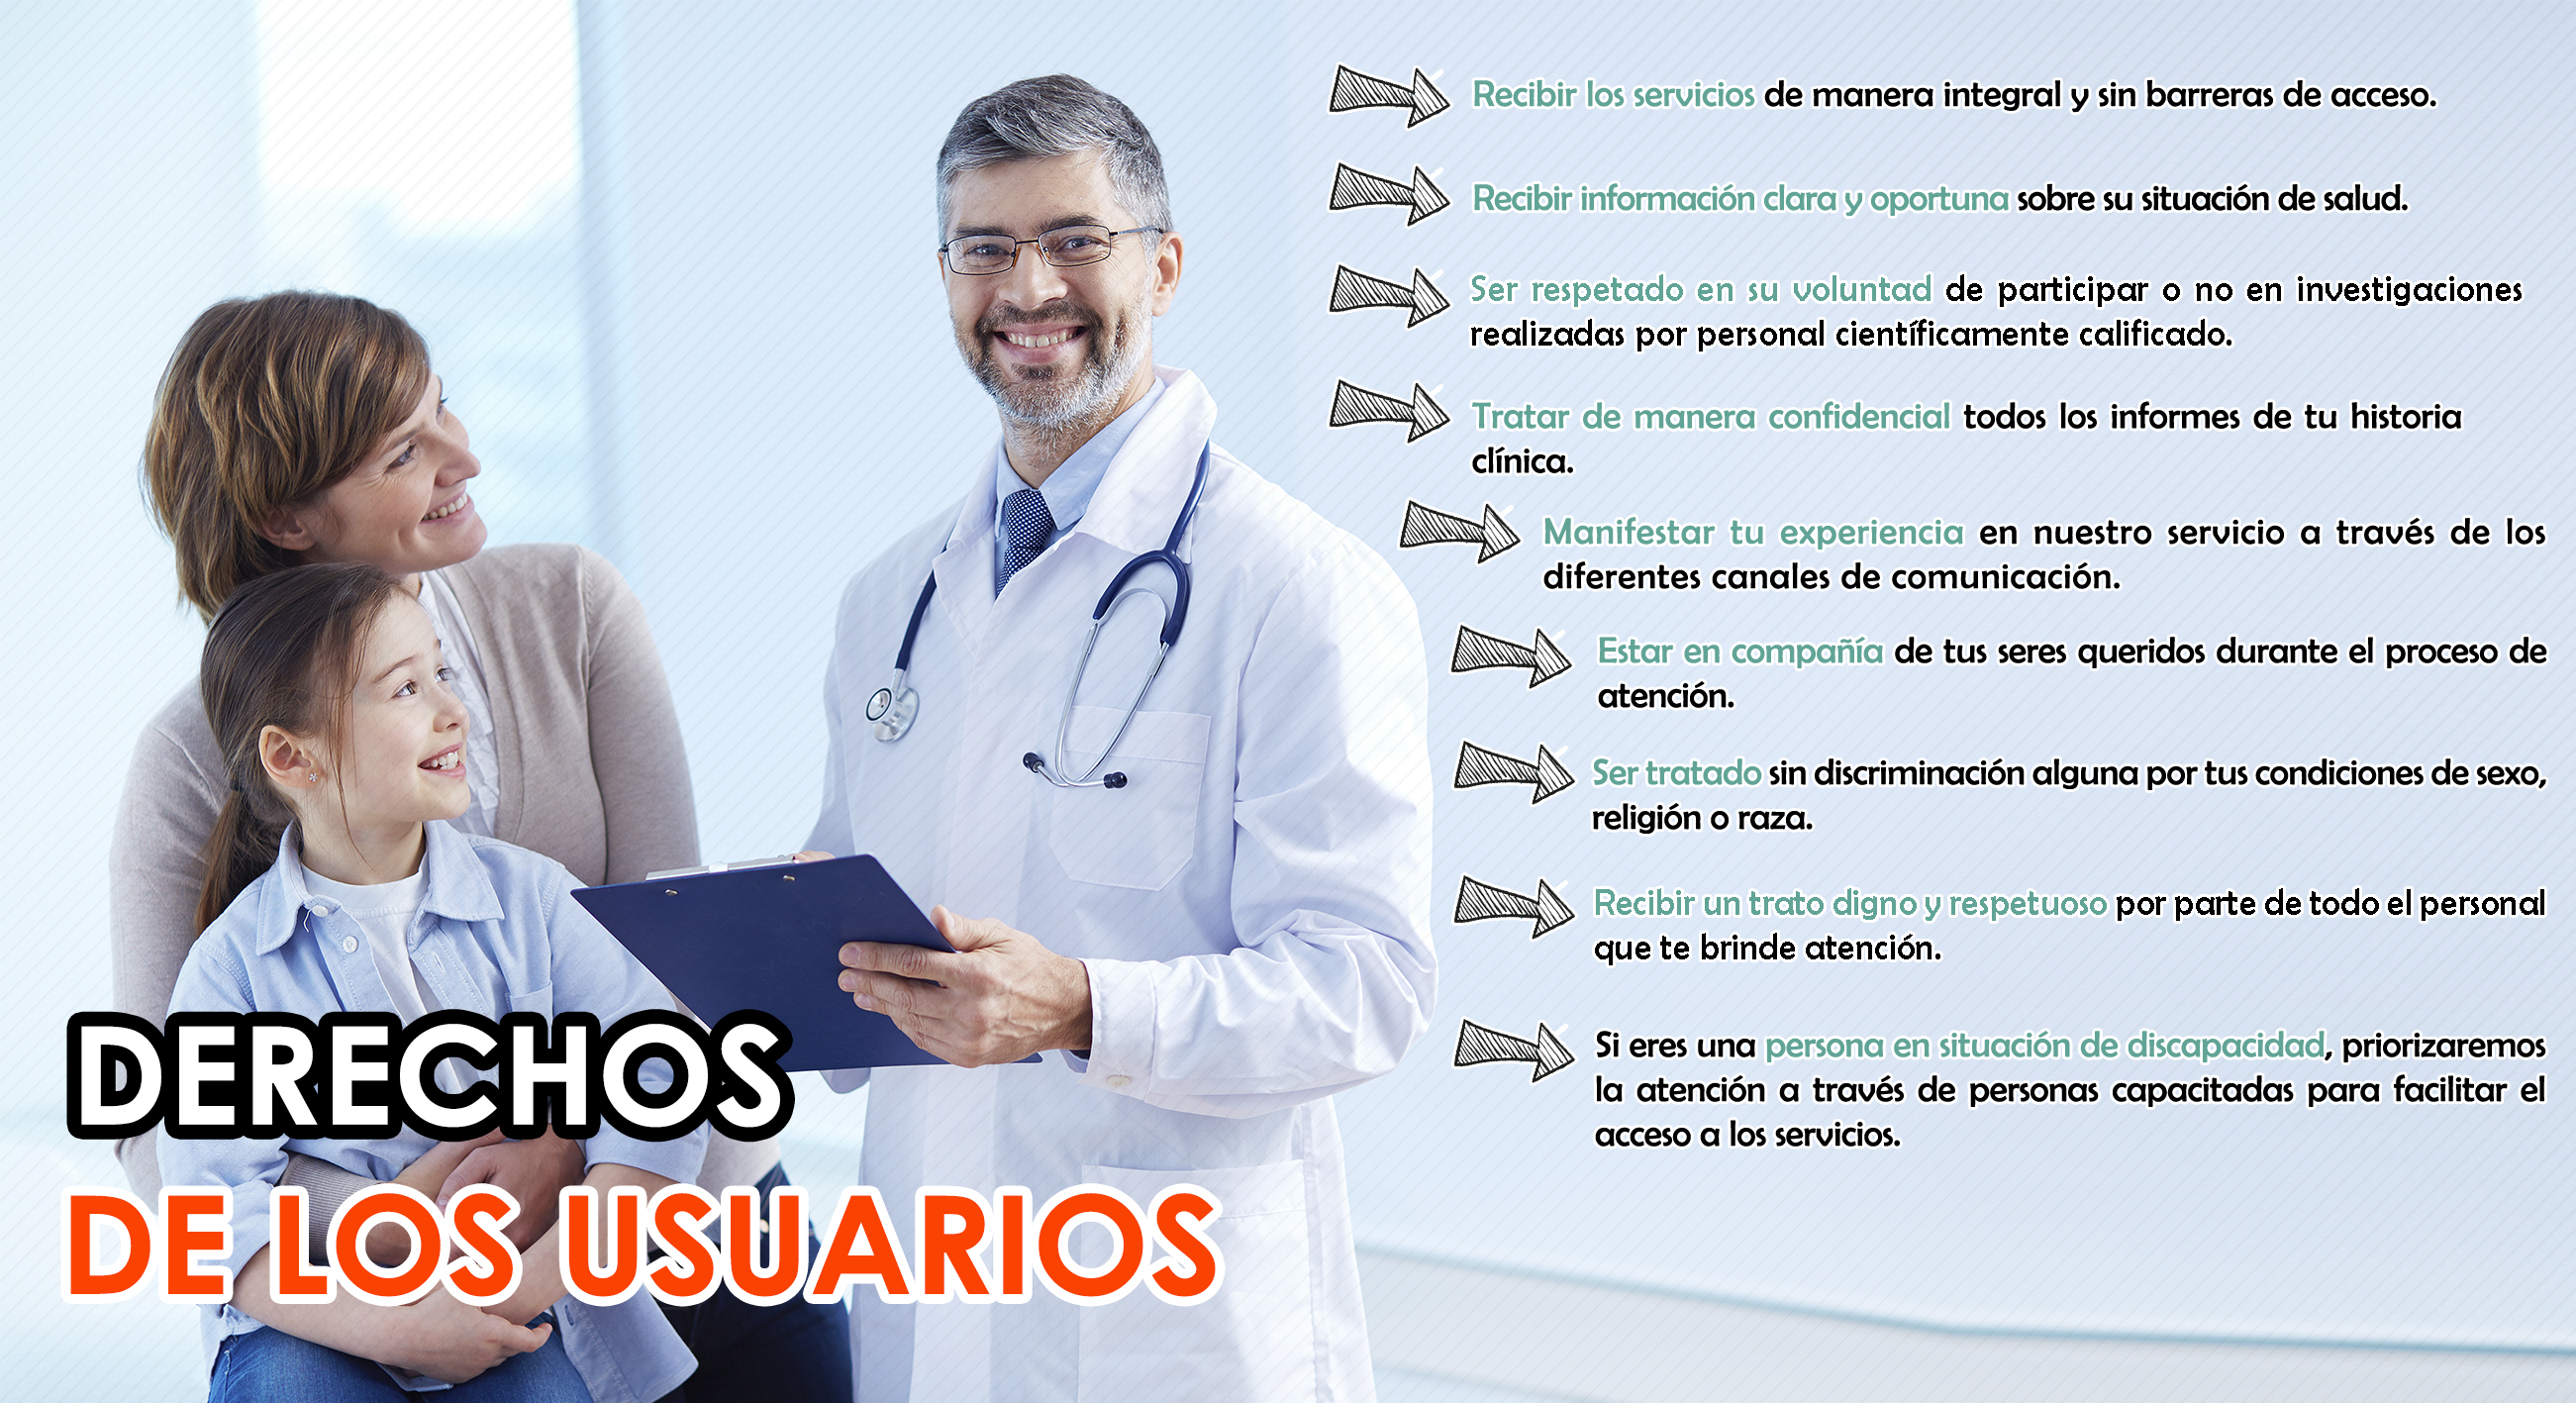 Recibir los servicios de manera integral y sin barreras de acceso.
Recibir información clara y oportuna sobre su situación de salud.
Ser respetado en su voluntad de participar o no en investigaciones
realizadas por personal científicamente calificado.
Tratar de manera confidencial todos los informes de tu historia
clínica.
Manifestar tu experiencia en nuestro servicio a través de los
diferentes canales de comunicación.
Estar en compañía de tus seres queridos durante el proceso de
atención.
Ser tratado sin discriminación alguna por tus condiciones de sexo,
religión o raza.
Recibir un trato digno y respetuoso por parte de todo el personal
que te brinde atención.
Si eres una persona en situación de discapacidad, priorizaremos
la atención a través de personas capacitadas para facilitar el
acceso a los servicios.
DERECHOS
DE LOS USUARIOS